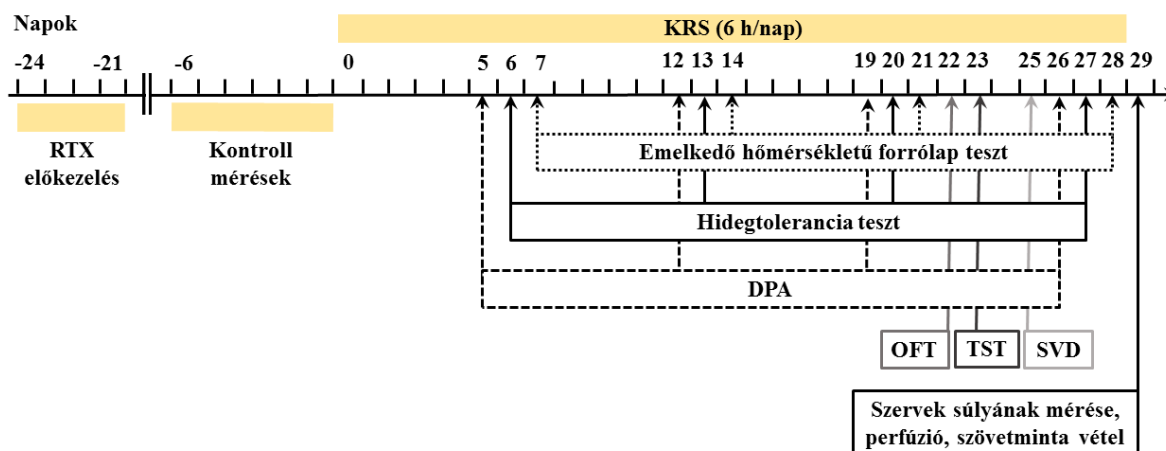 Napok
KRS (6 h/nap)
-24 -21 -6 0 5 6 7 12 13 14 19 20 21 22 23 25 26 27 28 29
RTX
előkezelés
Kontroll
mérések
Emelkedő hőmérsékletű forrólap teszt
Hidegtolerancia teszt
DPA
OFT TST SVD
Szervek súlyának mérése,
perfúzió, szövetminta vétel